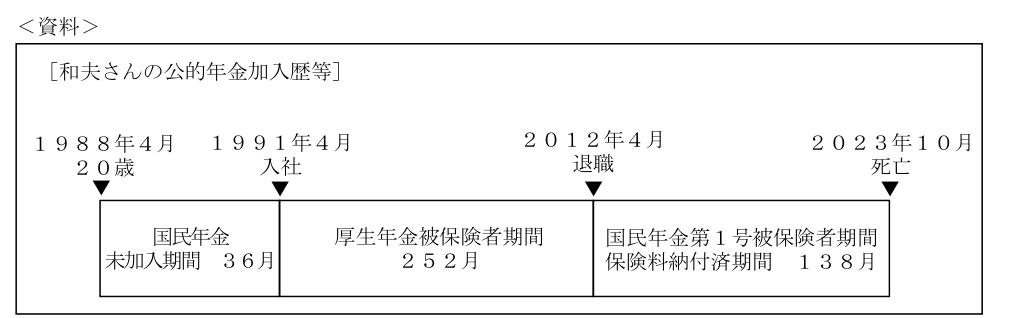 ＜資料＞
［和夫さんの公的年金加入歴等］
１９８８年４月
２０歳
１９９１年４月
入社
２０１２年４月
退職
２０２３年１０月
死亡
国民年金
未加入期間　３６月
厚生年金被保険者期間
２５２月
国民年金第１号被保険者期間
保険料納付済期間　１３８月